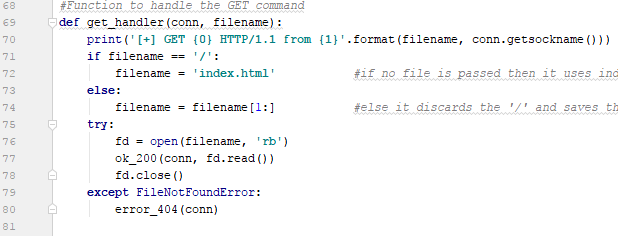 68 #Function to handle the GET command
69 def get_handler(conn, filename):
70 print('[+] GET {0} HTTP/1.1 from {1}'.format(filename, conn.getsockname()))
71 if filename == '/':
72 filename = 'index.html' #if no file is passed then it uses
73 else:
74 filename = filename[1:] #else it discards the '/' and saves
75 try:
76 fd = open(filename, 'rb')
77 ok_200(conn, fd.read())
78 fd.close()
79 except FileNotFoundError:
80 error_404(conn)
81